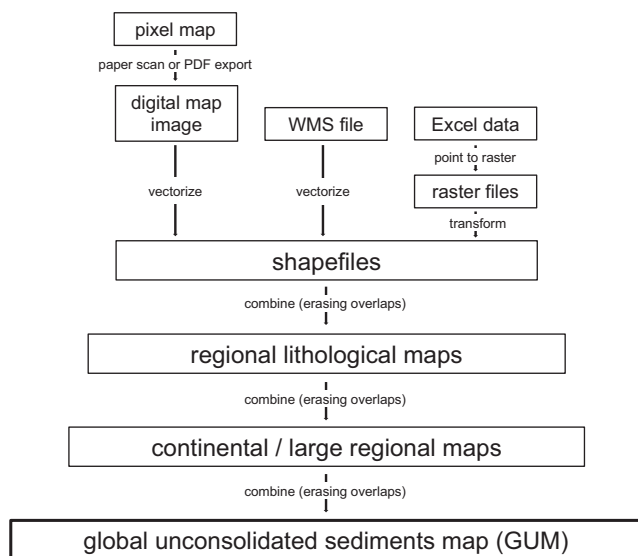 pixel map
paper scan or PDF export
digital map
image
WMS file
Excel data
point to raster
raster files
vectorize
vectorize
transform
shapefiles
combine (erasing overlaps)
regional lithological maps
combine (erasing overlaps)
continental / large regional maps
combine (erasing overlaps)
global unconsolidated sediments map (GUM)